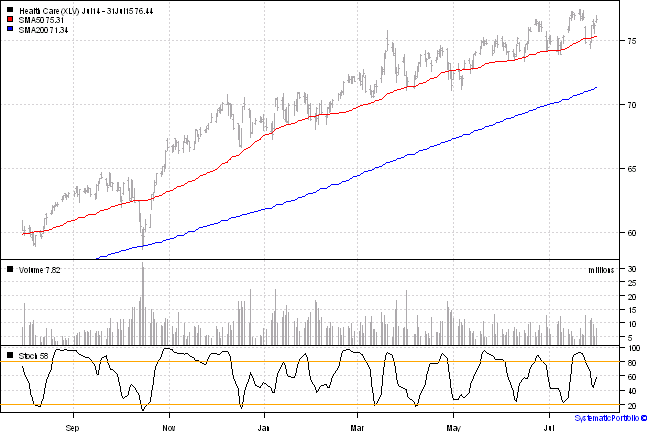 Health Care (XLV) Jul14 - 31Jul15 76.44
SMA50 75.31
SMA200 71.34
75
70
65
60
Volume 7.82
millions
30
25
20
15
10
5
Stoch 58
100
80
60
40
20
Sep
Nov
Jan
Mar
May
Jul
SystematicPortfolio ©